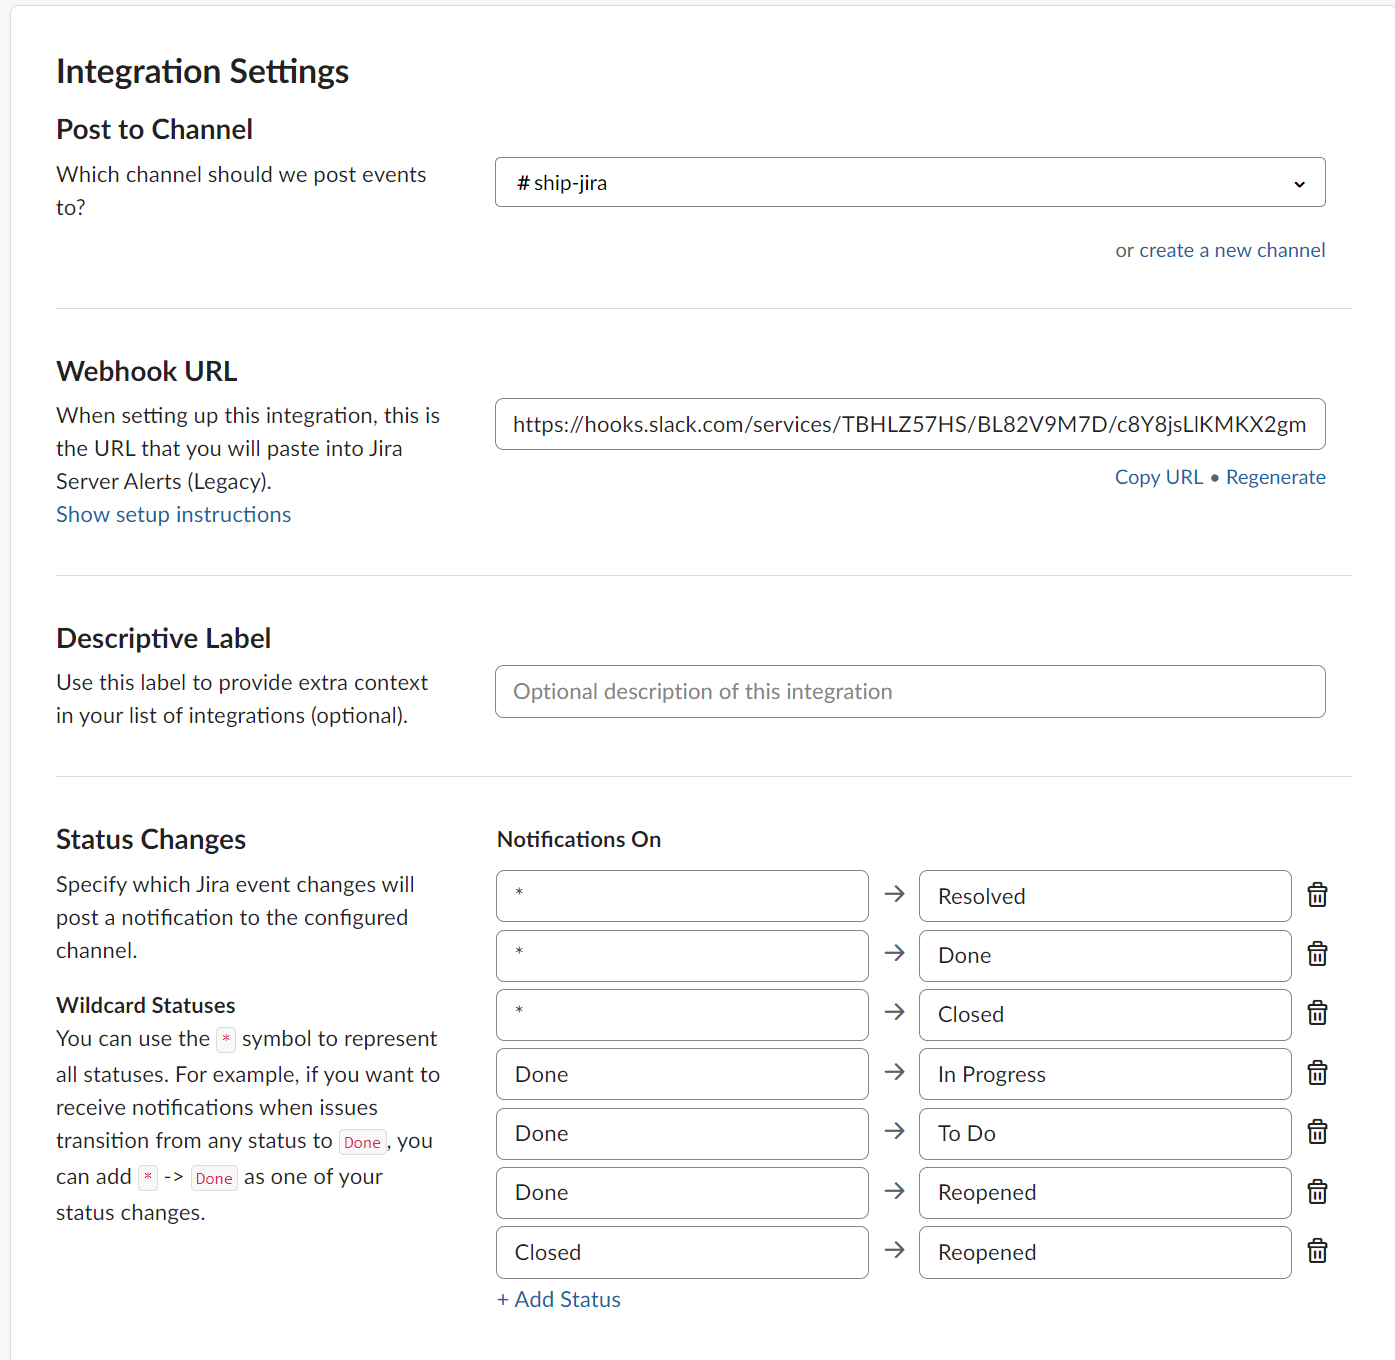 Integration Settings
Post to Channel
Which channel should we post events
to?
# ship-jira
or create a new channel
Webhook URL
When setting up this integration, this is
the URL that you will paste into Jira
Server Alerts (Legacy).
Show setup instructions
https://hooks.slack.com/services/TBHLZ57HS/BL82V9M7D/c8Y8jsLlKMKX2gm
Copy URL • Regenerate
Descriptive Label
Use this label to provide extra context
in your list of integrations (optional).
Optional description of this integration
Status Changes
Specify which Jira event changes will
post a notification to the configured
channel.
Wildcard Statuses
You can use the * symbol to represent
all statuses. For example, if you want to
receive notifications when issues
transition from any status to Done, you
can add * -> Done as one of your
status changes.
Notifications On
* → Resolved
* → Done
* → Closed
Done → In Progress
Done → To Do
Done → Reopened
Closed → Reopened
+ Add Status